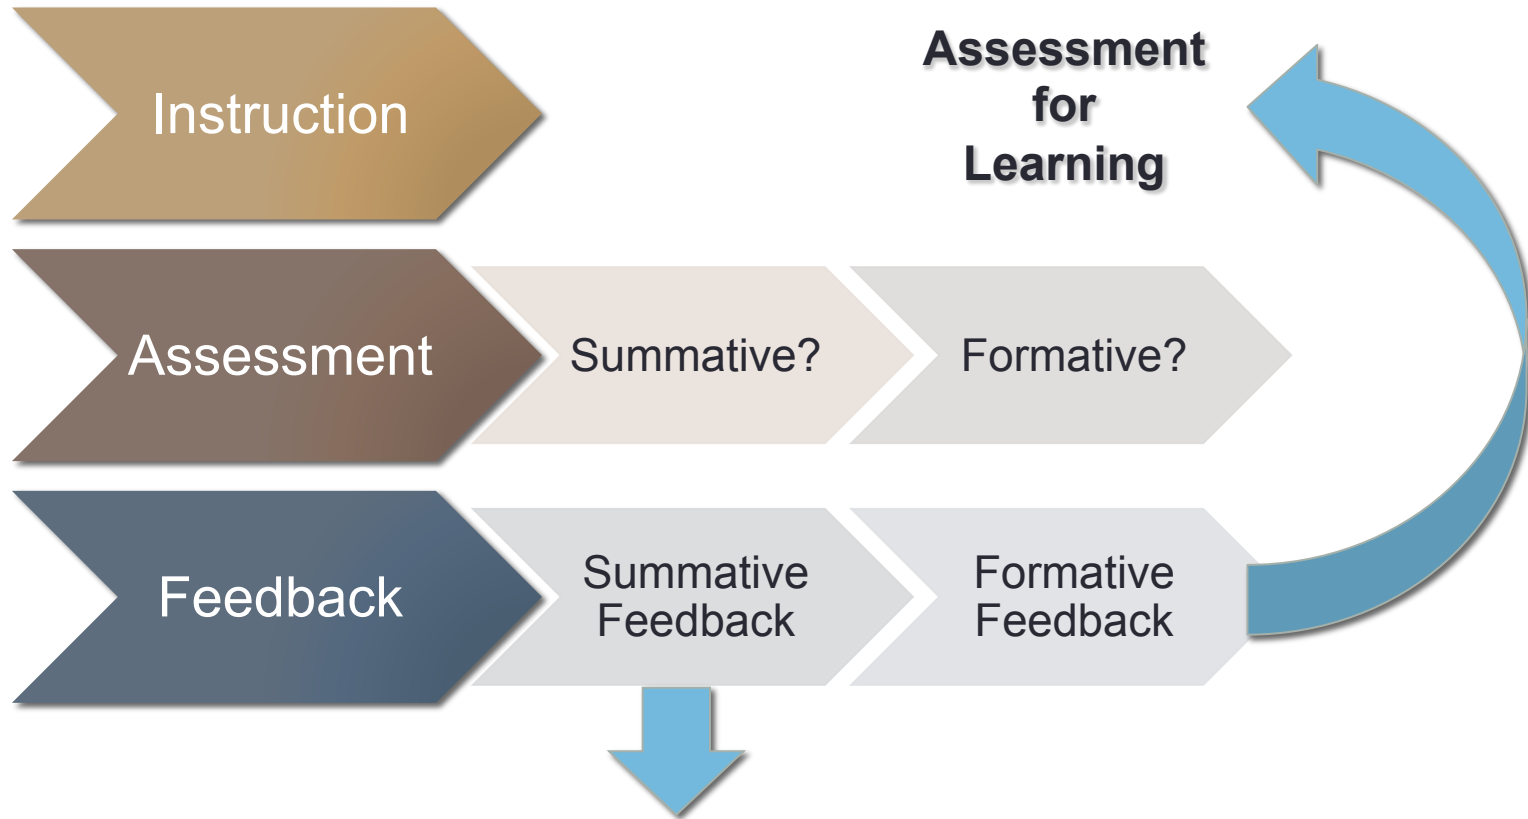 Instruction
Assessment
for
Learning
Assessment
Summative?
Formative?
Feedback
Summative
Feedback
Formative
Feedback